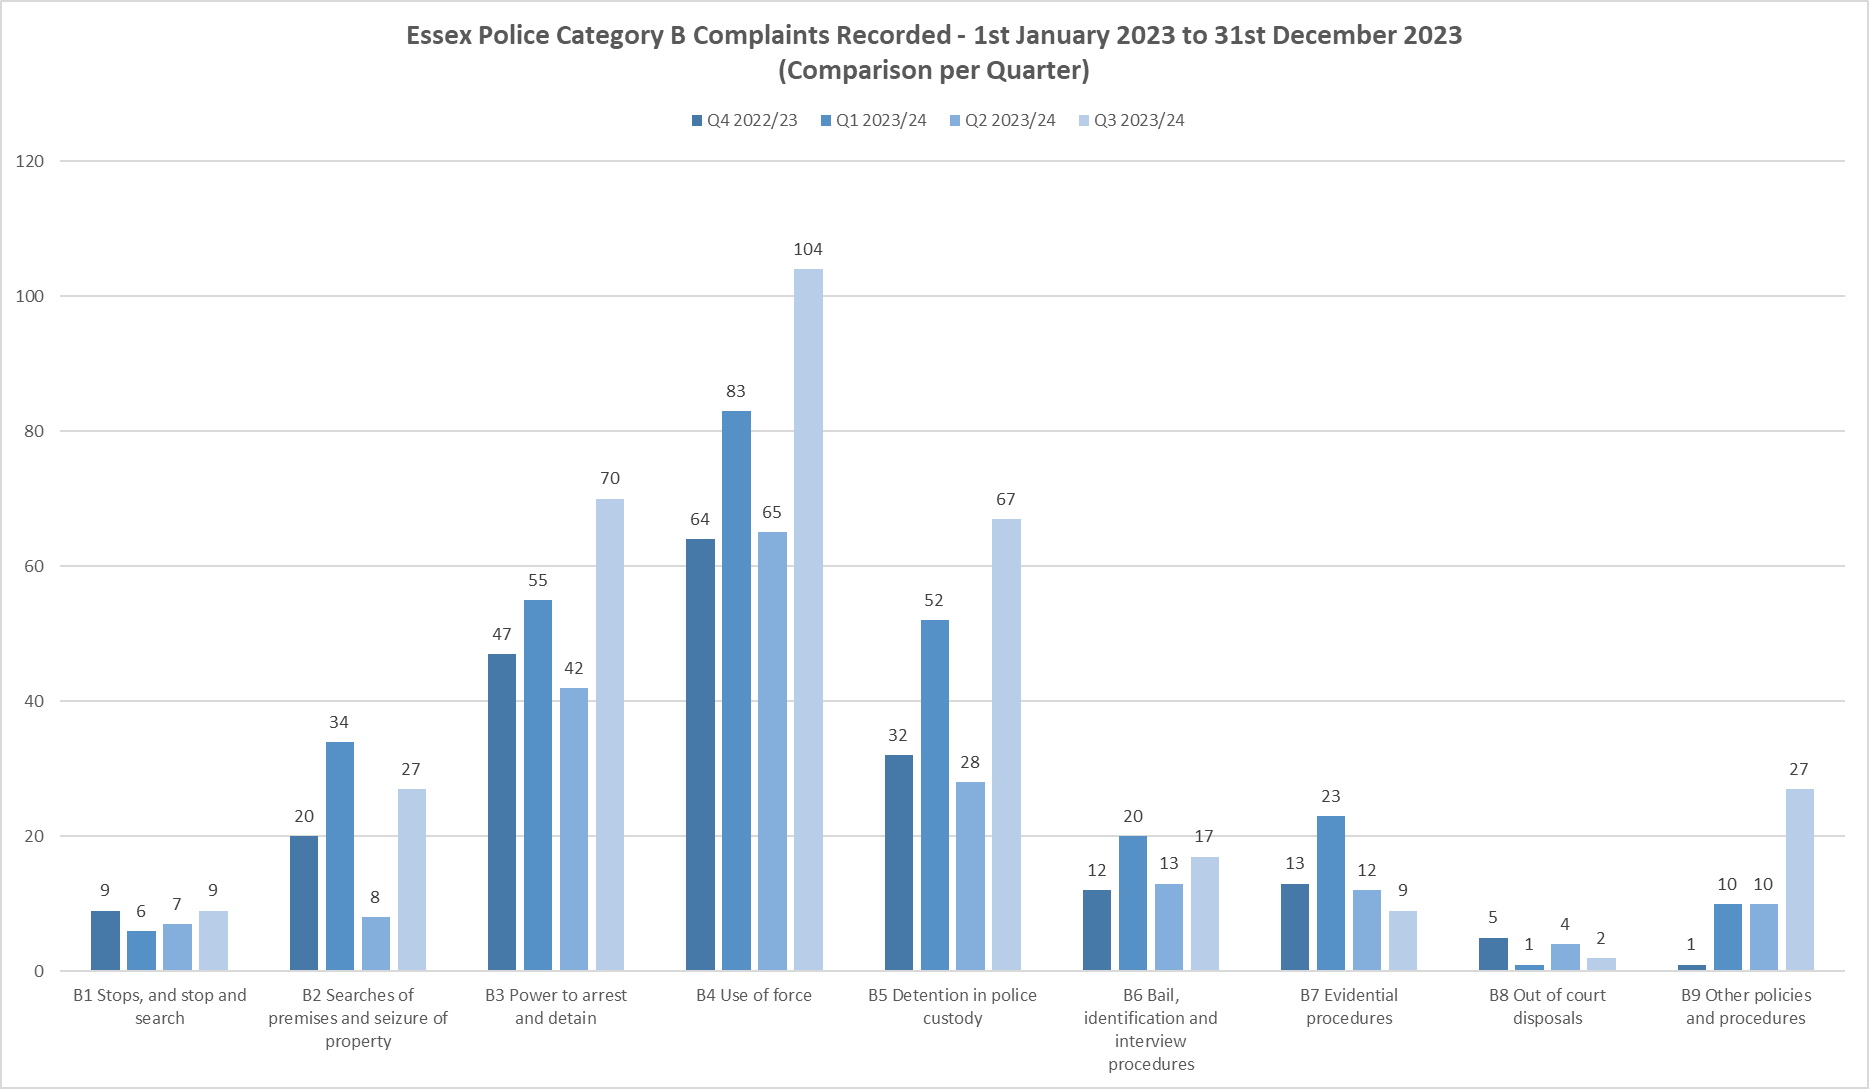 Essex Police Category B Complaints Recorded - 1st January 2023 to 31st December 2023
(Comparison per Quarter)
Q4 2022/23 Q1 2023/24 Q2 2023/24 Q3 2023/24
120
100
80
60
40
20
0
9 6 7 9
20 34 8 27
47 55 42 70
64 83 65 104
32 52 28 67
12 20 13 17
13 23 12 9
5 1 4 2
1 10 10 27
B1 Stops, and stop and
search
B2 Searches of
premises and seizure of
property
B3 Power to arrest
and detain
B4 Use of force
B5 Detention in police
custody
B6 Bail,
identification and
interview
procedures
B7 Evidential
procedures
B8 Out of court
disposals
B9 Other policies
and procedures